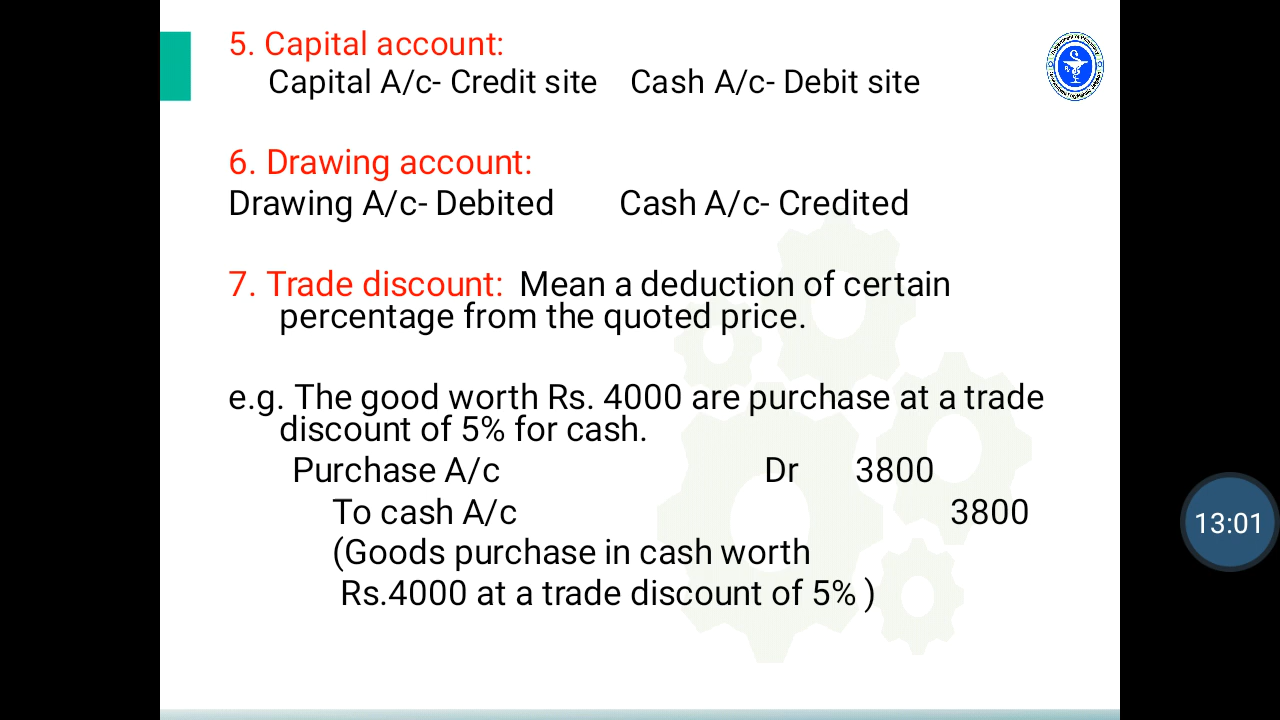 5. Capital account:
Capital A/c- Credit site Cash A/c- Debit site
6. Drawing account:
Drawing A/c- Debited Cash A/c- Credited
7. Trade discount: Mean a deduction of certain
percentage from the quoted price.
e.g. The good worth Rs. 4000 are purchase at a trade
discount of 5% for cash.
Purchase A/c Dr 3800
To cash A/c 3800
(Goods purchase in cash worth
Rs.4000 at a trade discount of 5% )
13:01